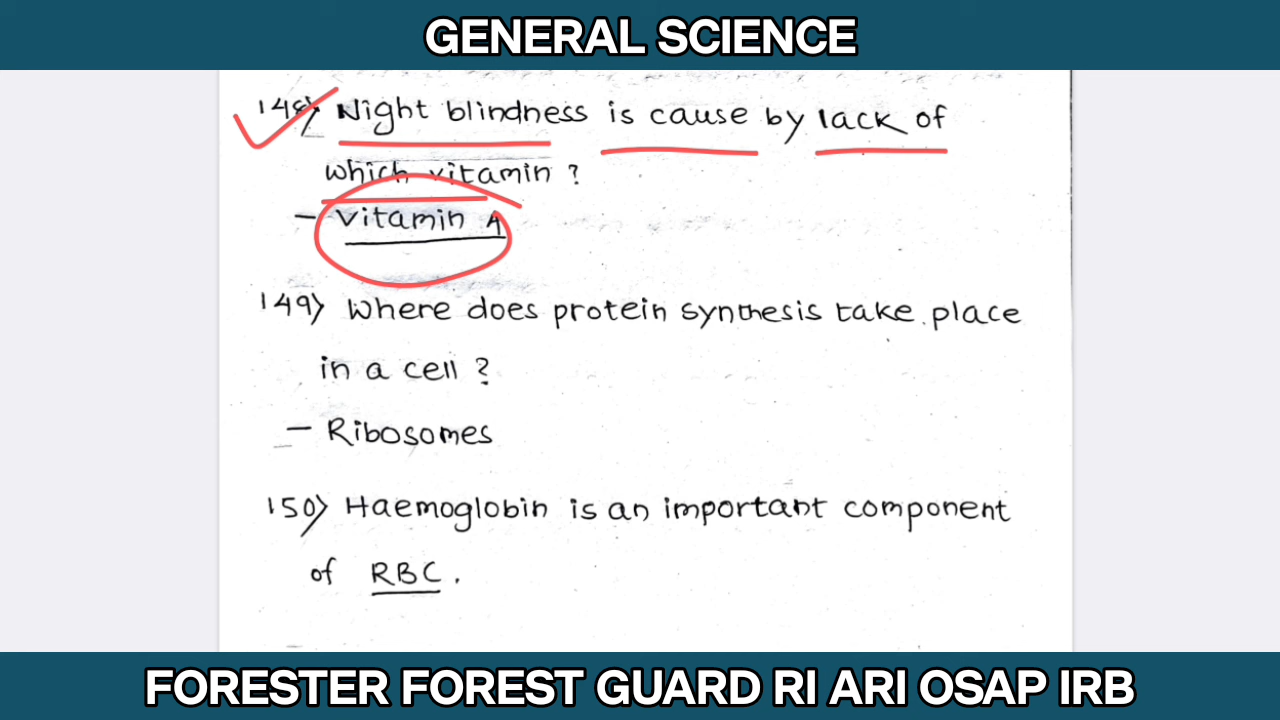 GENERAL SCIENCE
148) Night blindness is cause by lack of
which vitamin ?
- vitamin A
149) Where does protein synthesis take place
in a cell ?
- Ribosomes
150) Haemoglobin is an important component
of RBC.
FORESTER FOREST GUARD RI ARI OSAP IRB